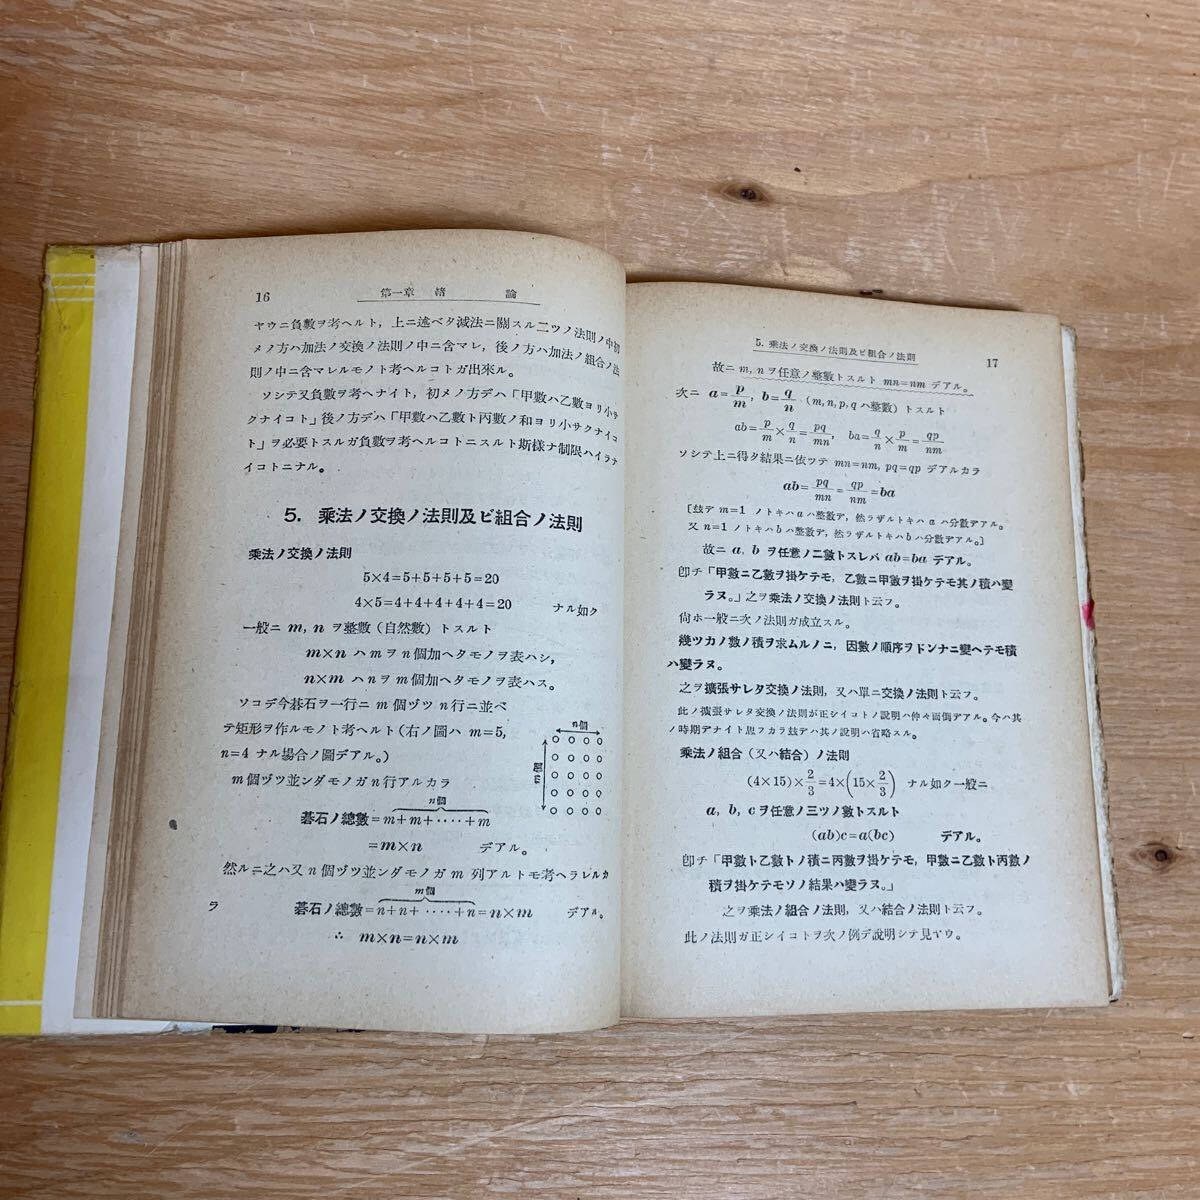 16
第一章 緒 論
ヤウニ負數ヲ考ヘルト，上ニ述ベタ減法ニ關スル二ツノ法則ノ中初
メノ方ハ加法ノ交換ノ法則ノ中ニ含マレ，後ノ方ハ加法ノ組合ノ法
則ノ中ニ含マレルモノト考ヘルコトガ出來ル。
ソシテ又負數ヲ考ヘナイト，初メノ方デハ「甲數ハ乙數ヨリ小サ
クナイコト」後ノ方デハ「甲數ハ乙數ト丙數ノ和ヨリ小サクナイコ
ト」ヲ必要トスルガ負數ヲ考ヘルコトニスルト斯樣ナ制限ハイラナ
イコトニナル。
5. 乘法ノ交換ノ法則及ビ組合ノ法則
乘法ノ交換ノ法則
5×4=5+5+5+5=20
4×5=4+4+4+4+4=20 ナル如ク
一般ニ m, n ヲ整數（自然數）トスルト
m×n ハ m ヲ n 個加ヘタモノヲ表ハシ，
n×m ハ n ヲ m 個加ヘタモノヲ表ハス。
ソコデ今碁石ヲ一行ニ m 個ヅツ n 行ニ並ベ
テ矩形ヲ作ルモノト考ヘルト（右ノ圖ハ m=5,
n=4 ナル場合ノ圖デアル。）
n個
m個
m 個ヅツ並ンダモノガ n 行アルカラ
n個
碁石ノ總數=m+m+‥‥+m
=m×n デアル。
然ルニ之ハ又 n 個ヅツ並ンダモノガ m 列アルトモ考ヘラレルカ
ラ
m個
碁石ノ總數=n+n+‥‥+n=n×m デアル。
∴ m×n=n×m
5. 乘法ノ交換ノ法則及ビ組合ノ法則
17
故ニ m, n ヲ任意ノ整數トスルト mn=nm デアル。
次ニ a=p/m, b=q/n (m, n, p, q ハ整數) トスルト
ab=p/m×q/n=pq/mn, ba=q/n×p/m=qp/nm
ソシテ上ニ得タ結果ニ依ツテ mn=nm, pq=qp デアルカラ
ab=pq/mn=qp/nm=ba
[玆デ m=1 ノトキハ a ハ整數デ，然ラザルトキハ a ハ分數デアル。
又 n=1 ノトキハ b ハ整數デ，然ラザルトキハ b ハ分數デアル。]
故ニ a, b ヲ任意ノ二數トスレバ ab=ba デアル。
卽チ「甲數ニ乙數ヲ掛ケテモ，乙數ニ甲數ヲ掛ケテモ其ノ積ハ變
ラヌ。」之ヲ乘法ノ交換ノ法則ト云フ。
尙ホ一般ニ次ノ法則ガ成立スル。
幾ツカノ數ノ積ヲ求ムルノニ，因數ノ順序ヲドンナニ變ヘテモ積
ハ變ラヌ。
之ヲ擴張サレタ交換ノ法則，又ハ單ニ交換ノ法則ト云フ。
此ノ擴張サレタ交換ノ法則ガ正シイコトノ說明ハ仲々面倒デアル。今ハ其
ノ時期デナイト思フカラ玆デハ其ノ說明ハ省略スル。
乘法ノ組合（又ハ結合）ノ法則
(4×15)×2/3=4×(15×2/3) ナル如ク一般ニ
a, b, c ヲ任意ノ三ツノ數トスルト
(ab)c=a(bc) デアル。
卽チ「甲數ト乙數トノ積ニ丙數ヲ掛ケテモ，甲數ニ乙數ト丙數ノ
積ヲ掛ケテモソノ結果ハ變ラヌ。」
之ヲ乘法ノ組合ノ法則，又ハ結合ノ法則ト云フ。
此ノ法則ガ正シイコトヲ次ノ例デ說明シテ見ヤウ。